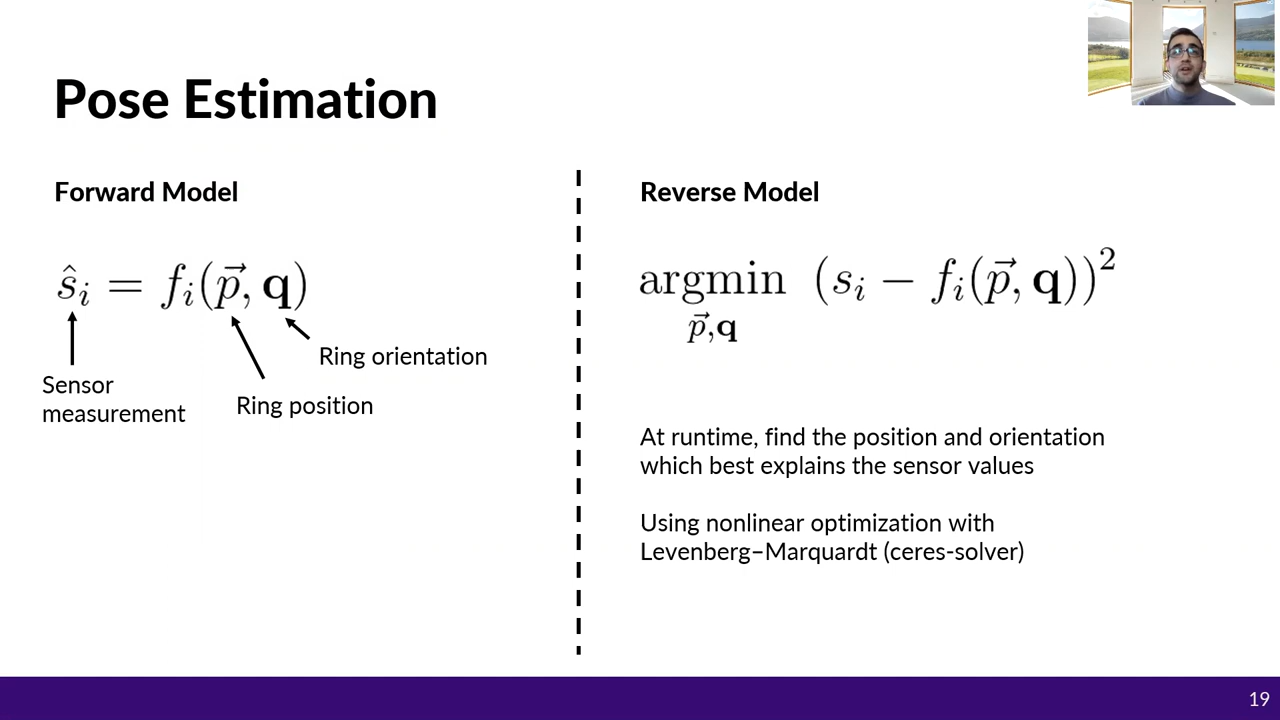 Pose Estimation
Forward Model
ŝᵢ = fᵢ(p⃗, q)
Sensor
measurement
Ring position
Ring orientation
Reverse Model
argmin (sᵢ − fᵢ(p⃗, q))²
p⃗,q
At runtime, find the position and orientation
which best explains the sensor values
Using nonlinear optimization with
Levenberg–Marquardt (ceres-solver)
19